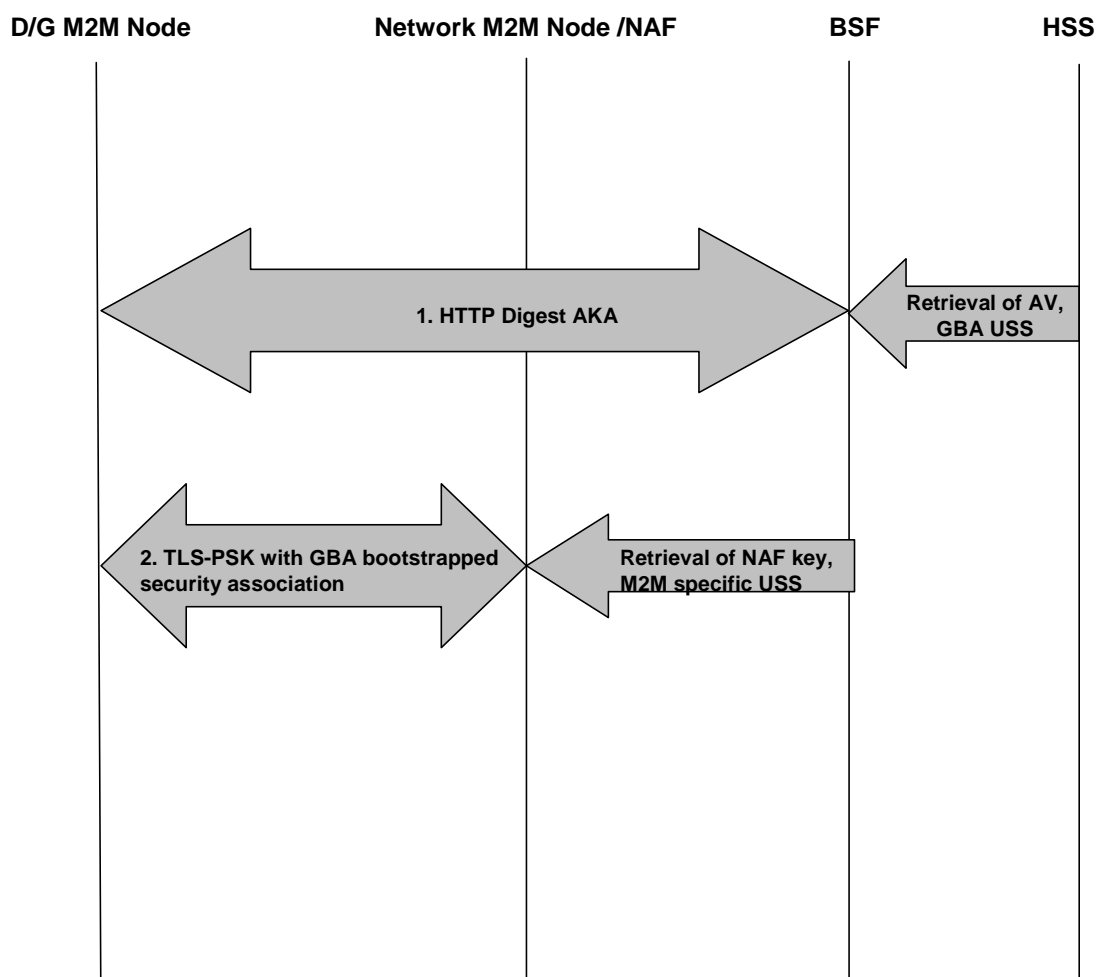 D/G M2M Node
Network M2M Node /NAF
BSF
HSS
1. HTTP Digest AKA
Retrieval of AV,
GBA USS
2. TLS-PSK with GBA bootstrapped
security association
Retrieval of NAF key,
M2M specific USS